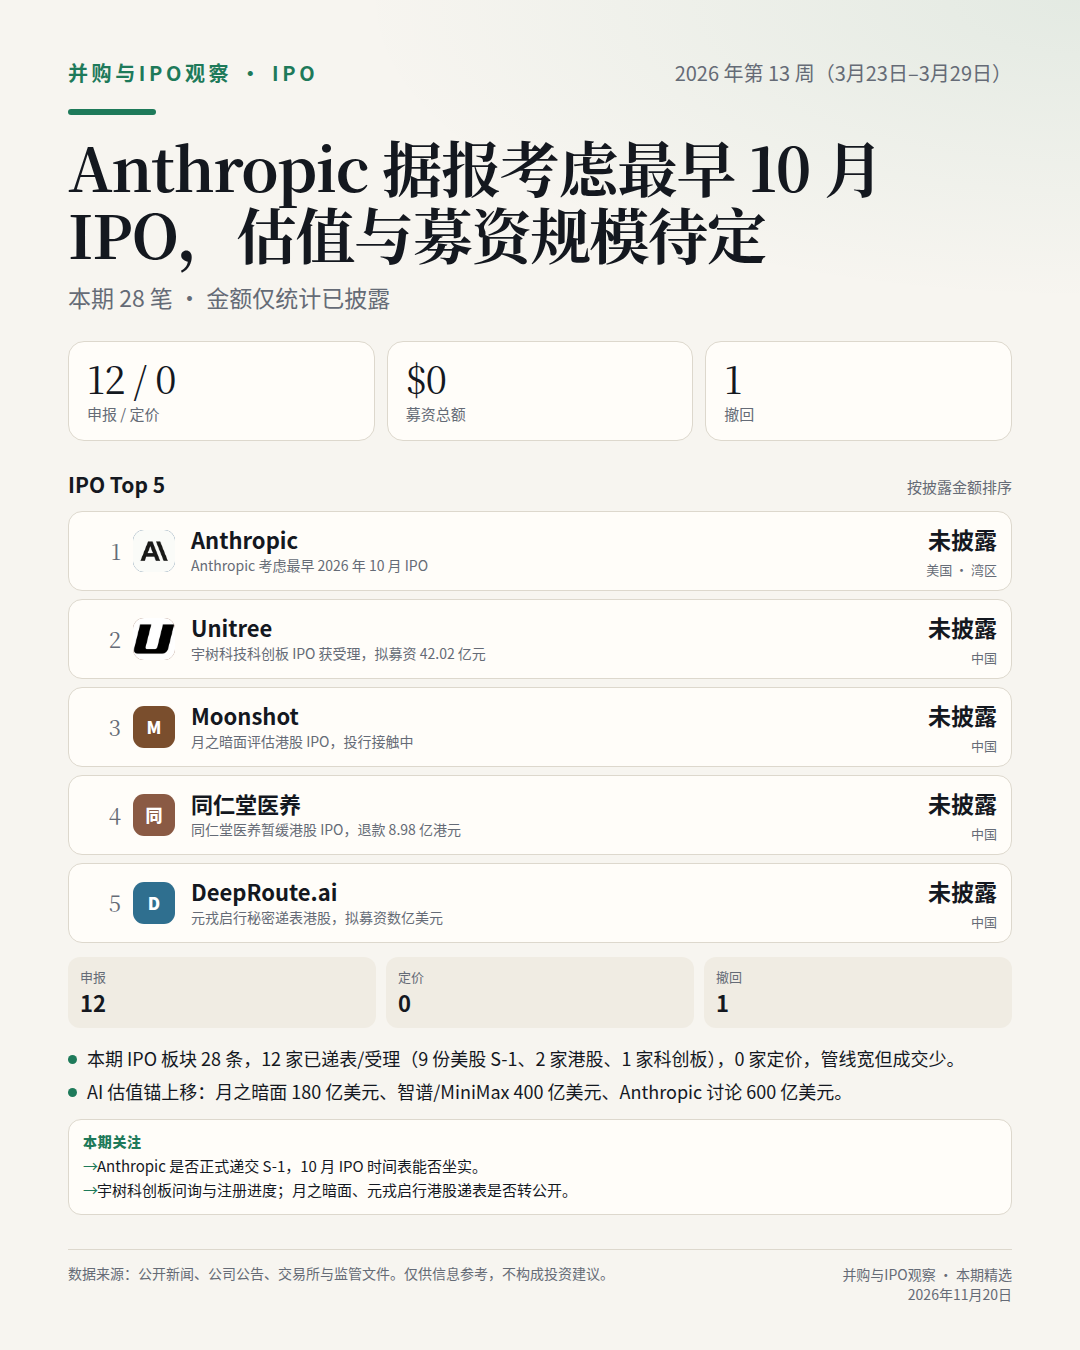 并购与IPO观察 · IPO
2026 年第 13 周（3月23日–3月29日）
Anthropic 据报考虑最早 10 月
IPO，估值与募资规模待定
本期 28 笔 · 金额仅统计已披露
12 / 0
申报 / 定价
$0
募资总额
1
撤回
IPO Top 5
按披露金额排序
1
Anthropic
Anthropic 考虑最早 2026 年 10 月 IPO
未披露
美国 · 湾区
2
Unitree
宇树科技科创板 IPO 获受理，拟募资 42.02 亿元
未披露
中国
3
M
Moonshot
月之暗面评估港股 IPO，投行接触中
未披露
中国
4
同
同仁堂医养
同仁堂医养暂缓港股 IPO，退款 8.98 亿港元
未披露
中国
5
D
DeepRoute.ai
元戎启行秘密递表港股，拟募资数亿美元
未披露
中国
申报
12
定价
0
撤回
1
本期 IPO 板块 28 条，12 家已递表/受理（9 份美股 S-1、2 家港股、1 家科创板），0 家定价，管线宽但成交少。
AI 估值锚上移：月之暗面 180 亿美元、智谱/MiniMax 400 亿美元、Anthropic 讨论 600 亿美元。
本期关注
→Anthropic 是否正式递交 S-1，10 月 IPO 时间表能否坐实。
→宇树科创板问询与注册进度；月之暗面、元戎启行港股递表是否转公开。
数据来源：公开新闻、公司公告、交易所与监管文件。仅供信息参考，不构成投资建议。
并购与IPO观察 · 本期精选
2026年11月20日